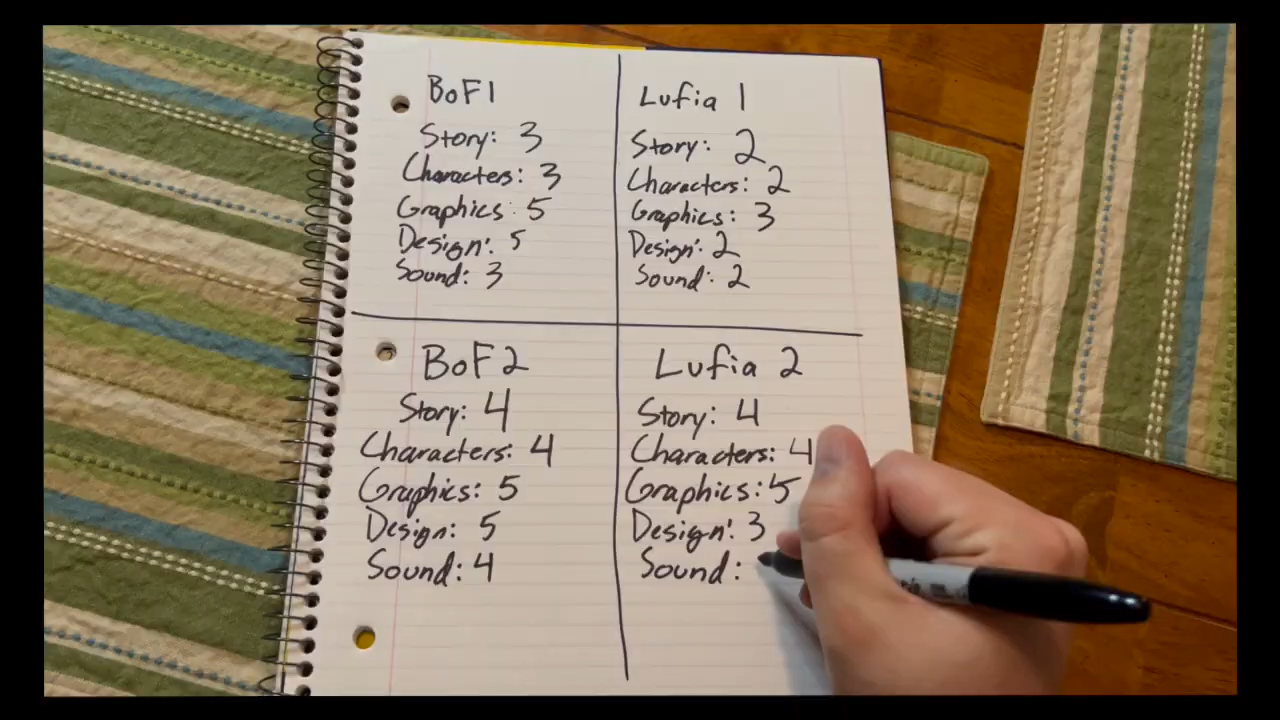 BoF1
Story: 3
Characters: 3
Graphics: 5
Design: 5
Sound: 3
Lufia 1
Story: 2
Characters: 2
Graphics: 3
Design: 2
Sound: 2
BoF2
Story: 4
Characters: 4
Graphics: 5
Design: 5
Sound: 4
Lufia 2
Story: 4
Characters: 4
Graphics: 5
Design: 3
Sound: